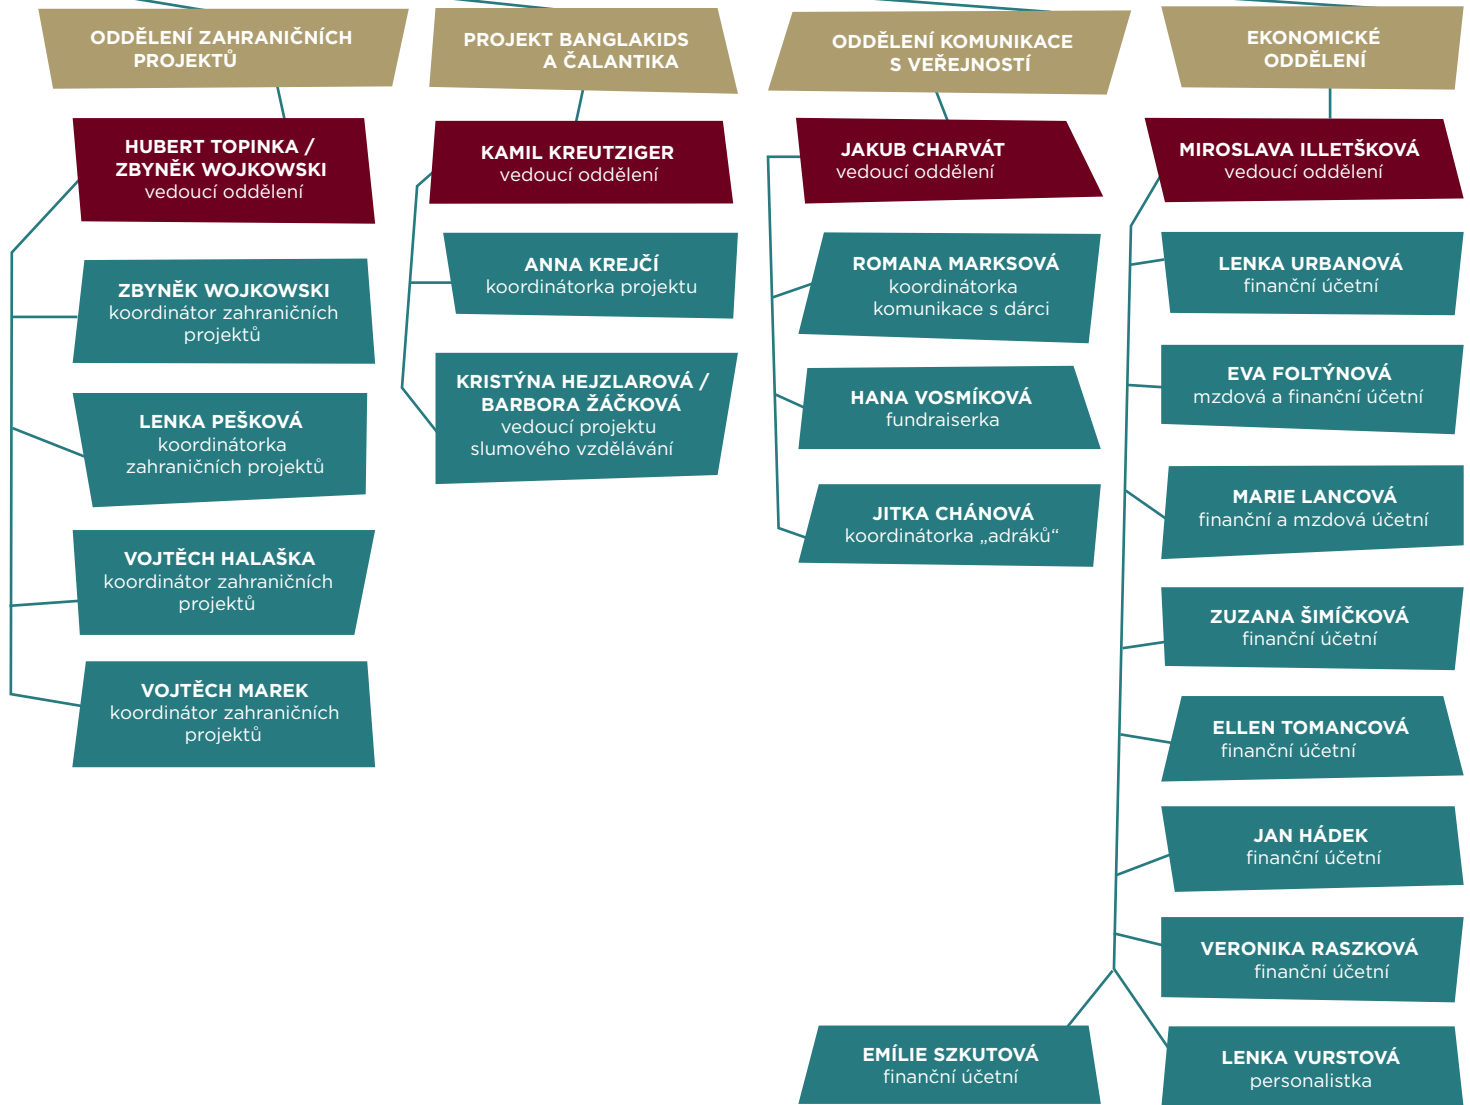 ODDĚLENÍ ZAHRANIČNÍCH
PROJEKTŮ
HUBERT TOPINKA /
ZBYNĚK WOJKOWSKI
vedoucí oddělení
ZBYNĚK WOJKOWSKI
koordinátor zahraničních
projektů
LENKA PEŠKOVÁ
koordinátorka
zahraničních projektů
VOJTĚCH HALAŠKA
koordinátor zahraničních
projektů
VOJTĚCH MAREK
koordinátor zahraničních
projektů
PROJEKT BANGLAKIDS
A ČALANTIKA
KAMIL KREUTZIGER
vedoucí oddělení
ANNA KREJČÍ
koordinátorka projektu
KRISTÝNA HEJZLAROVÁ /
BARBORA ŽÁČKOVÁ
vedoucí projektu
slumového vzdělávání
ODDĚLENÍ KOMUNIKACE
S VEŘEJNOSTÍ
JAKUB CHARVÁT
vedoucí oddělení
ROMANA MARKSOVÁ
koordinátorka
komunikace s dárci
HANA VOSMÍKOVÁ
fundraiserka
JITKA CHÁNOVÁ
koordinátorka „adráků“
EKONOMICKÉ
ODDĚLENÍ
MIROSLAVA ILLETŠKOVÁ
vedoucí oddělení
LENKA URBANOVÁ
finanční účetní
EVA FOLTÝNOVÁ
mzdová a finanční účetní
MARIE LANCOVÁ
finanční a mzdová účetní
ZUZANA ŠIMÍČKOVÁ
finanční účetní
ELLEN TOMANCOVÁ
finanční účetní
JAN HÁDEK
finanční účetní
VERONIKA RASZKOVÁ
finanční účetní
EMÍLIE SZKUTOVÁ
finanční účetní
LENKA VURSTOVÁ
personalistka